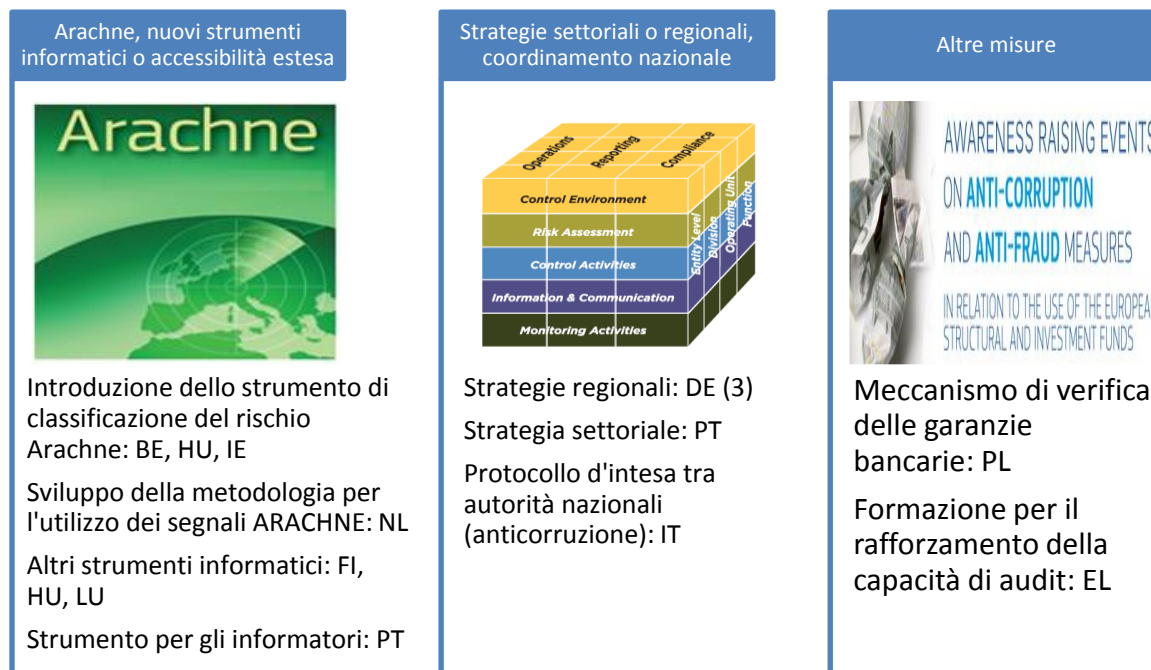 Arachne, nuovi strumenti
informatici o accessibilità estesa
Arachne
Introduzione dello strumento di
classificazione del rischio
Arachne: BE, HU, IE
Sviluppo della metodologia per
l'utilizzo dei segnali ARACHNE: NL
Altri strumenti informatici: FI,
HU, LU
Strumento per gli informatori: PT
Strategie settoriali o regionali,
coordinamento nazionale
Operations
Reporting
Compliance
Control Environment
Risk Assessment
Control Activities
Information & Communication
Monitoring Activities
Entity Level
Division
Operating Unit
Function
Strategie regionali: DE (3)
Strategia settoriale: PT
Protocollo d'intesa tra
autorità nazionali
(anticorruzione): IT
Altre misure
AWARENESS RAISING EVENTS
ON ANTI-CORRUPTION
AND ANTI-FRAUD MEASURES
IN RELATION TO THE USE OF THE EUROPEA
STRUCTURAL AND INVESTMENT FUNDS
Meccanismo di verifica
delle garanzie
bancarie: PL
Formazione per il
rafforzamento della
capacità di audit: EL